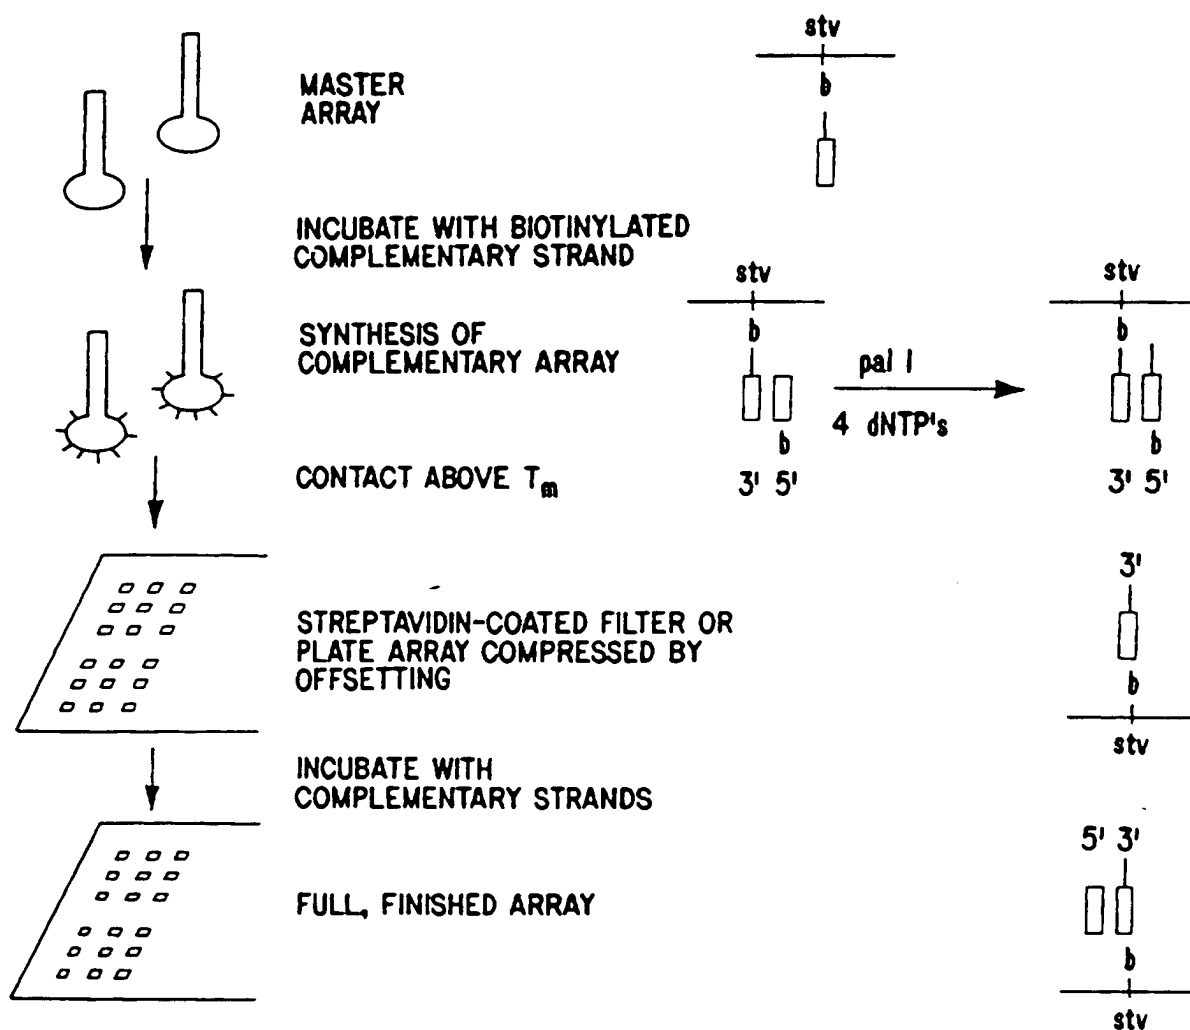 stv
b
MASTER
ARRAY
INCUBATE WITH BIOTINYLATED
COMPLEMENTARY STRAND
stv
stv
b
b
SYNTHESIS OF
COMPLEMENTARY ARRAY
pal I
4 dNTP's
b
b
CONTACT ABOVE Tm
3' 5'
3' 5'
3'
STREPTAVIDIN-COATED FILTER OR
PLATE ARRAY COMPRESSED BY
OFFSETTING
b
stv
INCUBATE WITH
COMPLEMENTARY STRANDS
5' 3'
FULL, FINISHED ARRAY
b
stv